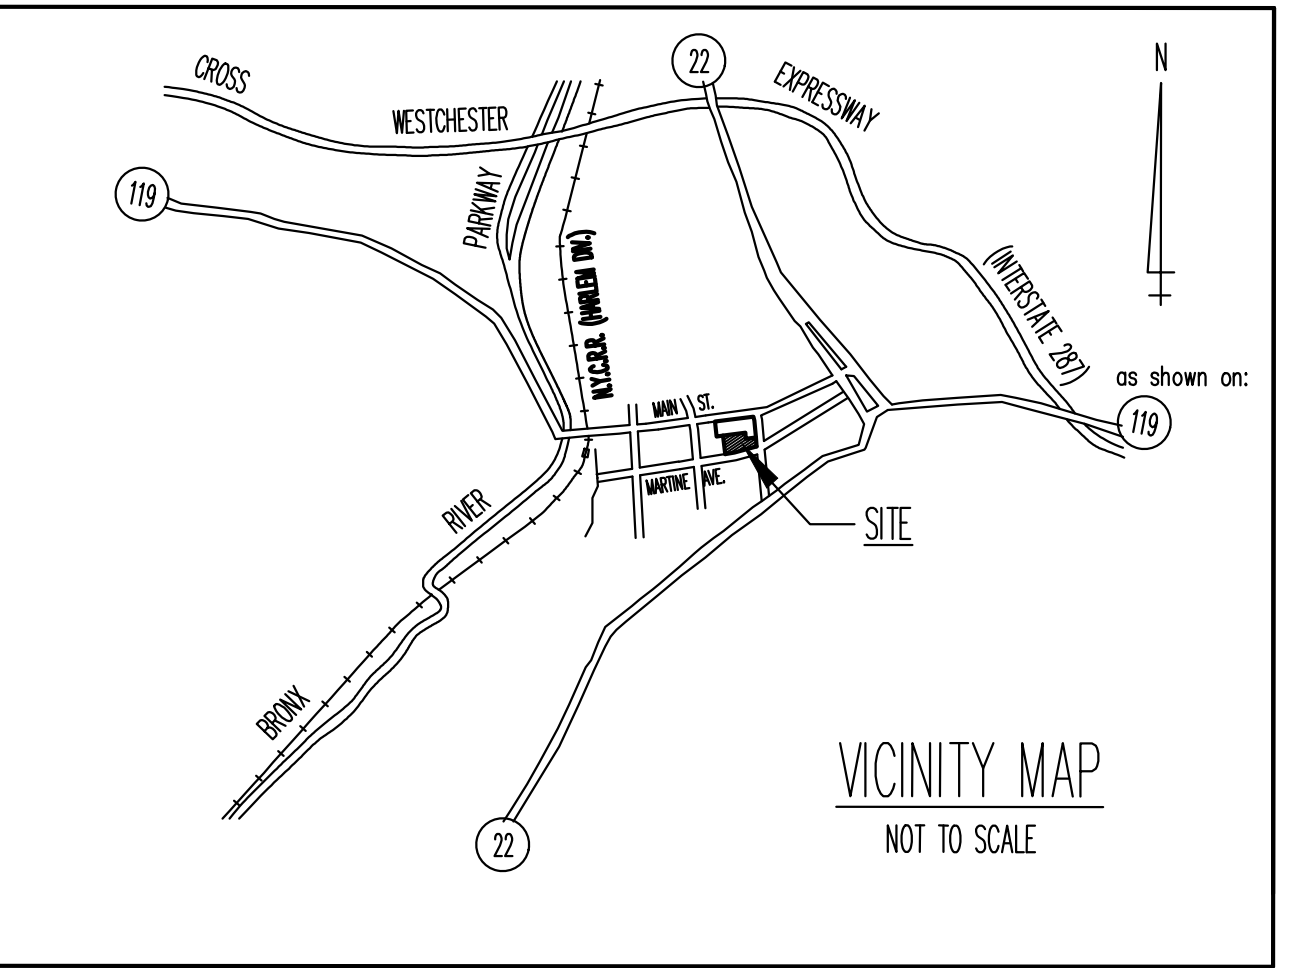 22
N
CROSS
WESTCHESTER
EXPRESSWAY
119
PARKWAY
N.Y.C.R.R. (HARLEM DIV.)
(INTERSTATE 287)
as shown on:
119
MAIN ST.
MARTINE AVE.
SITE
RIVER
BRONX
VICINITY MAP
NOT TO SCALE
22